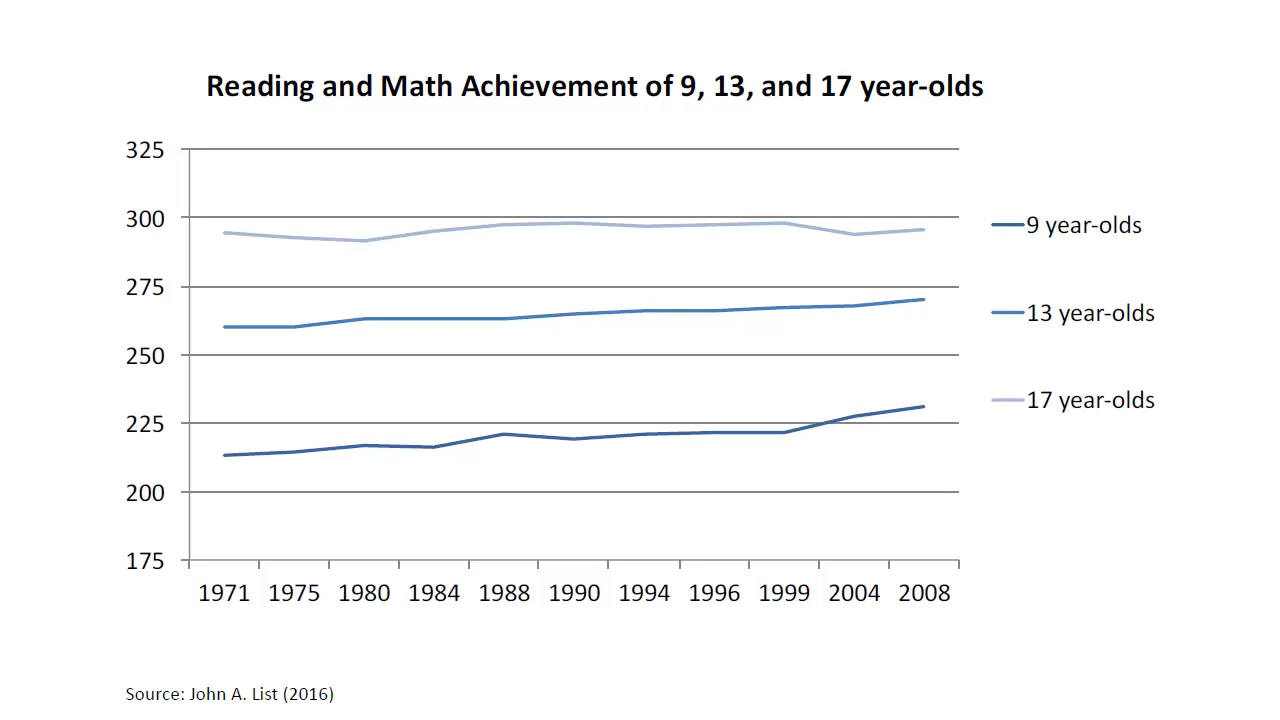 Reading and Math Achievement of 9, 13, and 17 year-olds
325
300
275
250
225
200
175
1971 1975 1980 1984 1988 1990 1994 1996 1999 2004 2008
9 year-olds
13 year-olds
17 year-olds
Source: John A. List (2016)